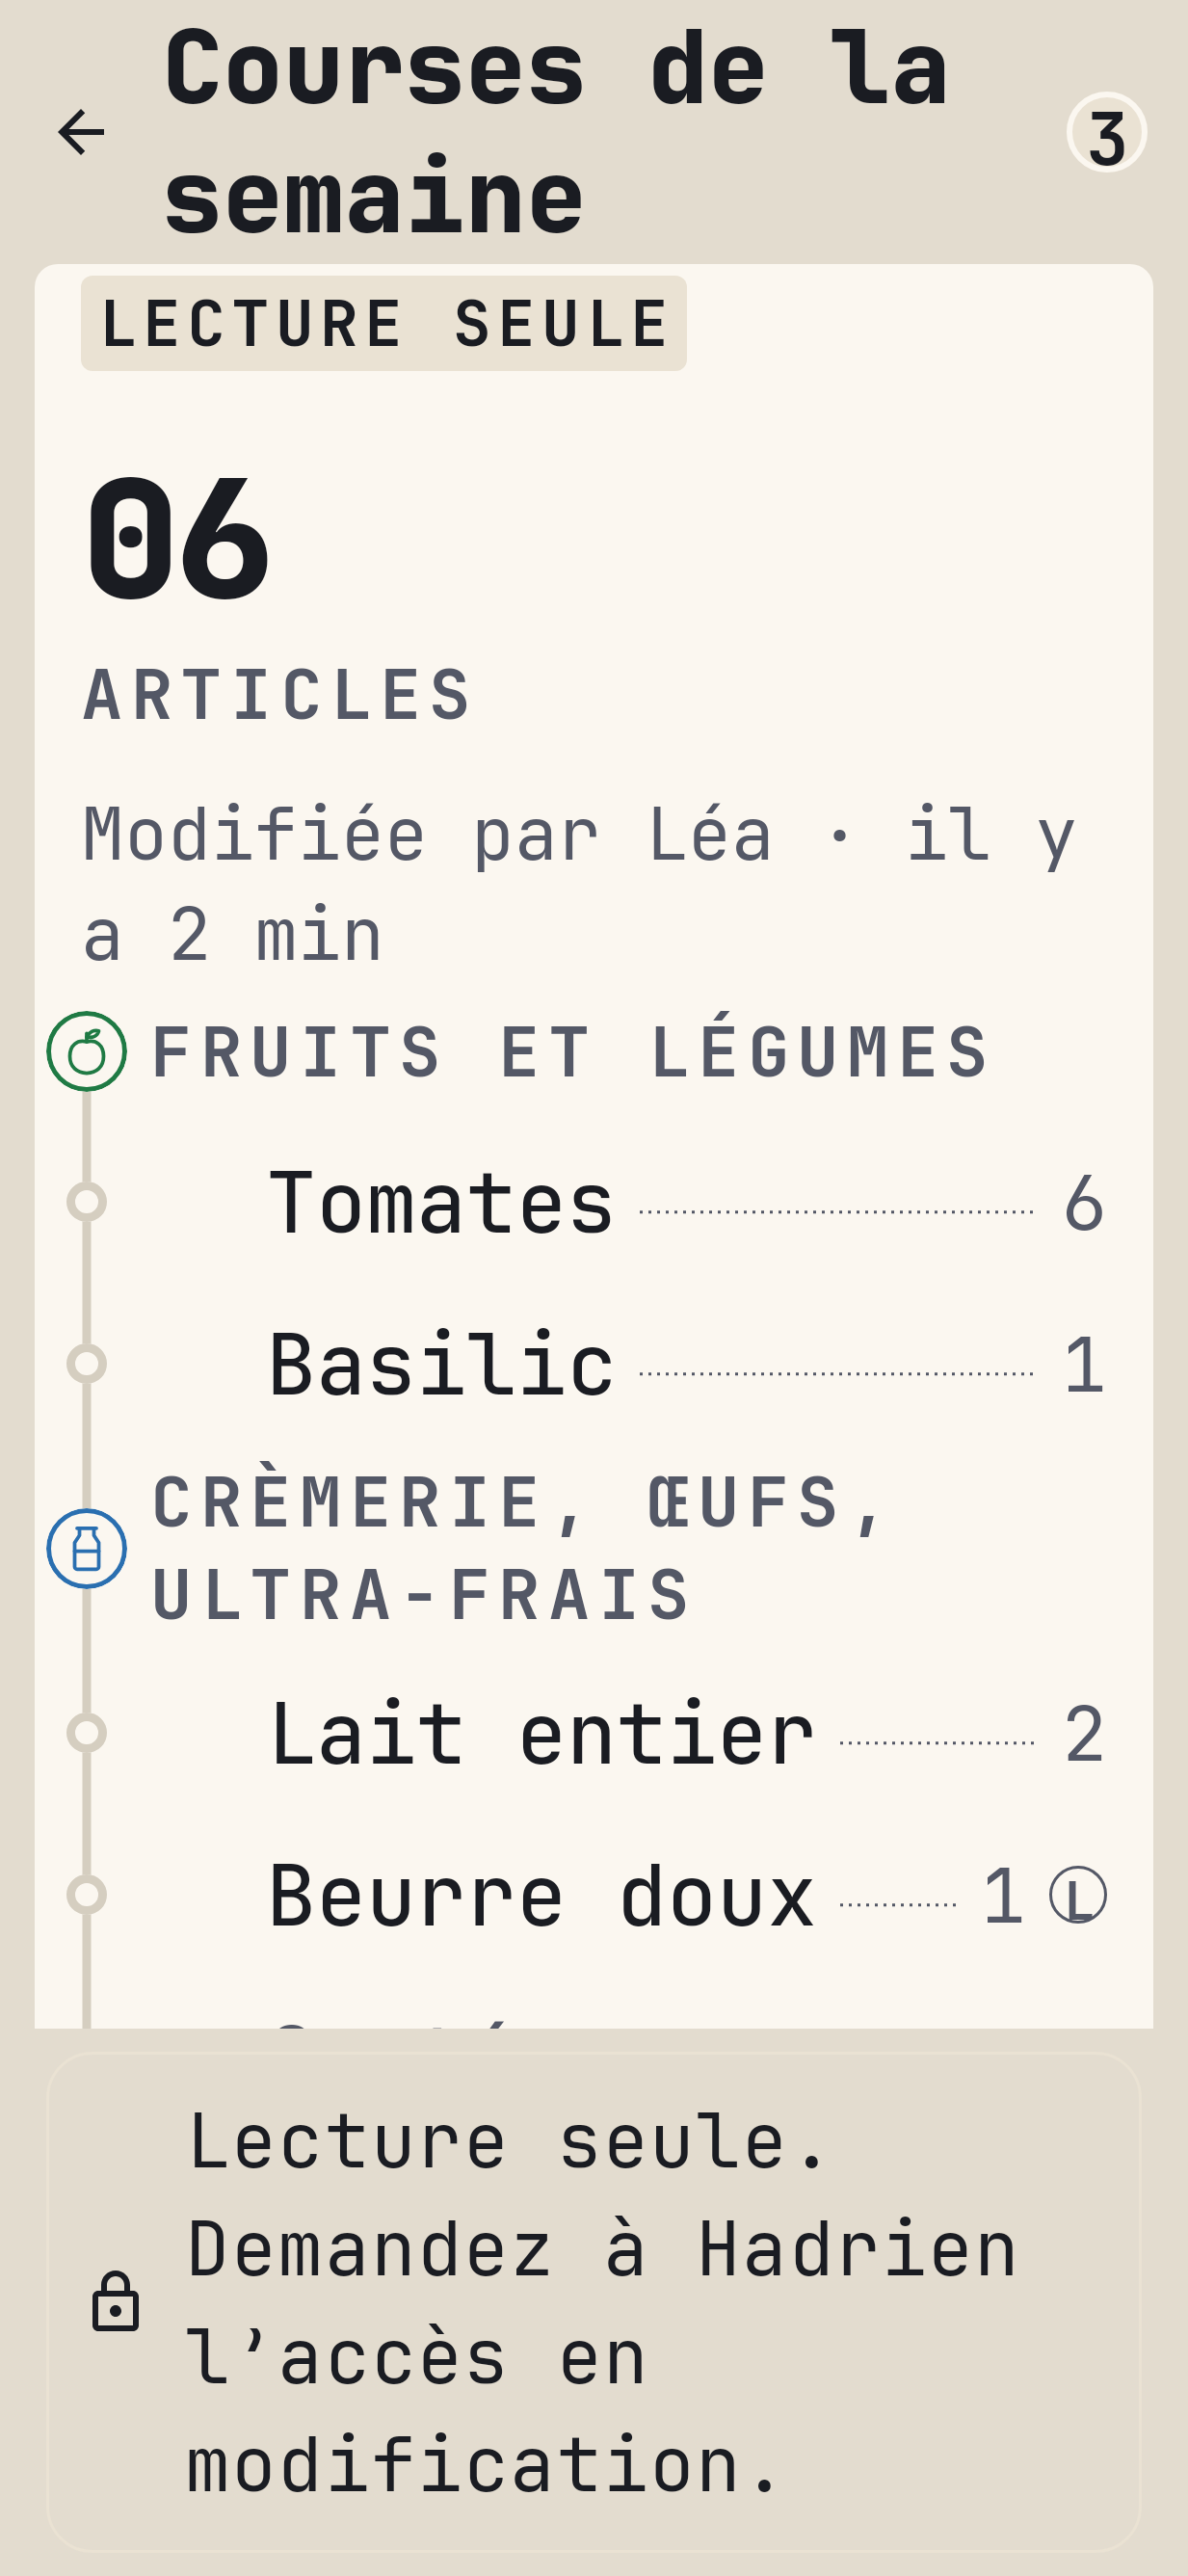 Courses de la
semaine
3
LECTURE SEULE
06
ARTICLES
Modifiée par Léa · il y
a 2 min
FRUITS ET LÉGUMES
Tomates 6
Basilic 1
CRÈMERIE, ŒUFS,
ULTRA-FRAIS
Lait entier 2
Beurre doux 1 L
Lecture seule.
Demandez à Hadrien
l’accès en
modification.